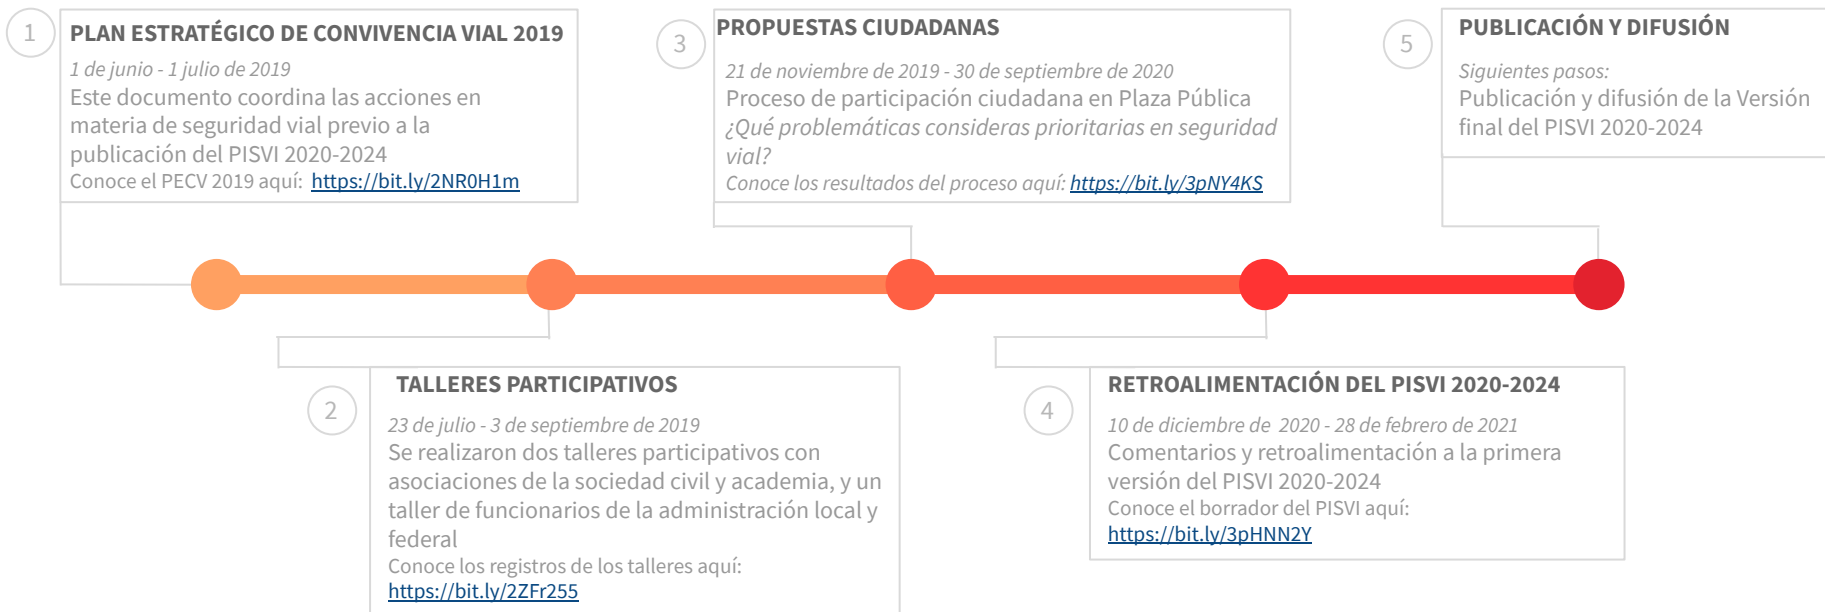 1
PLAN ESTRATÉGICO DE CONVIVENCIA VIAL 2019
1 de junio - 1 julio de 2019
Este documento coordina las acciones en
materia de seguridad vial previo a la
publicación del PISVI 2020-2024
Conoce el PECV 2019 aquí: https://bit.ly/2NR0H1m
2
TALLERES PARTICIPATIVOS
23 de julio - 3 de septiembre de 2019
Se realizaron dos talleres participativos con
asociaciones de la sociedad civil y academia, y un
taller de funcionarios de la administración local y
federal
Conoce los registros de los talleres aquí:
https://bit.ly/2ZFr255
3
PROPUESTAS CIUDADANAS
21 de noviembre de 2019 - 30 de septiembre de 2020
Proceso de participación ciudadana en Plaza Pública
¿Qué problemáticas consideras prioritarias en seguridad
vial?
Conoce los resultados del proceso aquí: https://bit.ly/3pNY4KS
4
RETROALIMENTACIÓN DEL PISVI 2020-2024
10 de diciembre de 2020 - 28 de febrero de 2021
Comentarios y retroalimentación a la primera
versión del PISVI 2020-2024
Conoce el borrador del PISVI aquí:
https://bit.ly/3pHNN2Y
5
PUBLICACIÓN Y DIFUSIÓN
Siguientes pasos:
Publicación y difusión de la Versión
final del PISVI 2020-2024